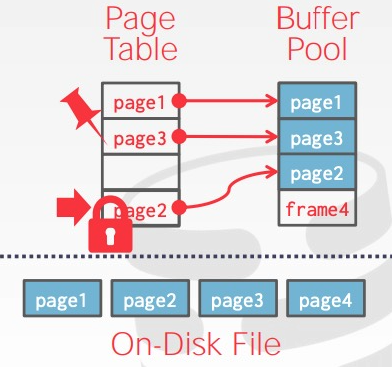 Page
Table
Buffer
Pool
page1
page3
page2
page1
page3
page2
frame4
page1 page2 page3 page4
On-Disk File